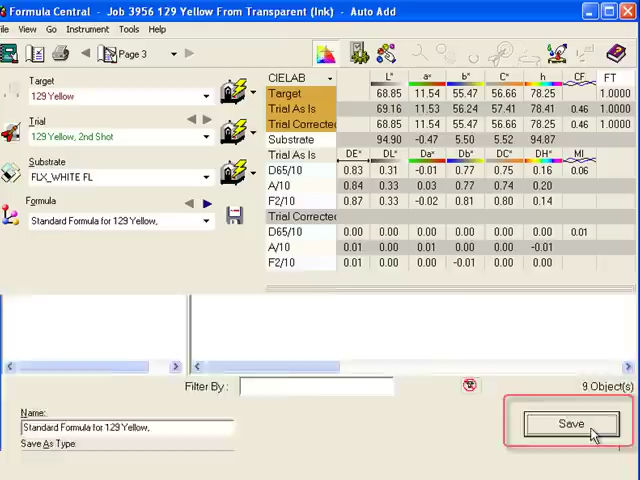 Formula Central - Job 3956 129 Yellow From Transparent (Ink) - Auto Add
File View Go Instrument Tools Help
Page 3
Target
129 Yellow
Trial
129 Yellow, 2nd Shot
Substrate
FLX_WHITE FL
Formula
Standard Formula for 129 Yellow,
CIELAB L* a* b* C* h CF FT
Target 68.85 11.54 55.47 56.66 78.25 1.0000
Trial As Is 69.16 11.53 56.24 57.41 78.41 0.46 1.0000
Trial Corrected 68.85 11.54 55.47 56.66 78.25 0.46 1.0000
Substrate 94.90 -0.47 5.50 5.52 94.87
Trial As Is DE* DL* Da* Db* DC* DH* MI
D65/10 0.83 0.31 -0.01 0.77 0.75 0.16 0.06
A/10 0.84 0.33 0.03 0.77 0.74 0.20
F2/10 0.87 0.33 -0.02 0.81 0.80 0.14
Trial Corrected
D65/10 0.00 0.00 0.00 0.00 0.00 0.00 0.01
A/10 0.01 0.00 0.01 0.00 0.00 -0.01
F2/10 0.01 0.00 0.00 -0.01 0.00 0.00
Filter By :
9 Object(s)
Name:
Standard Formula for 129 Yellow,
Save As Type:
Save